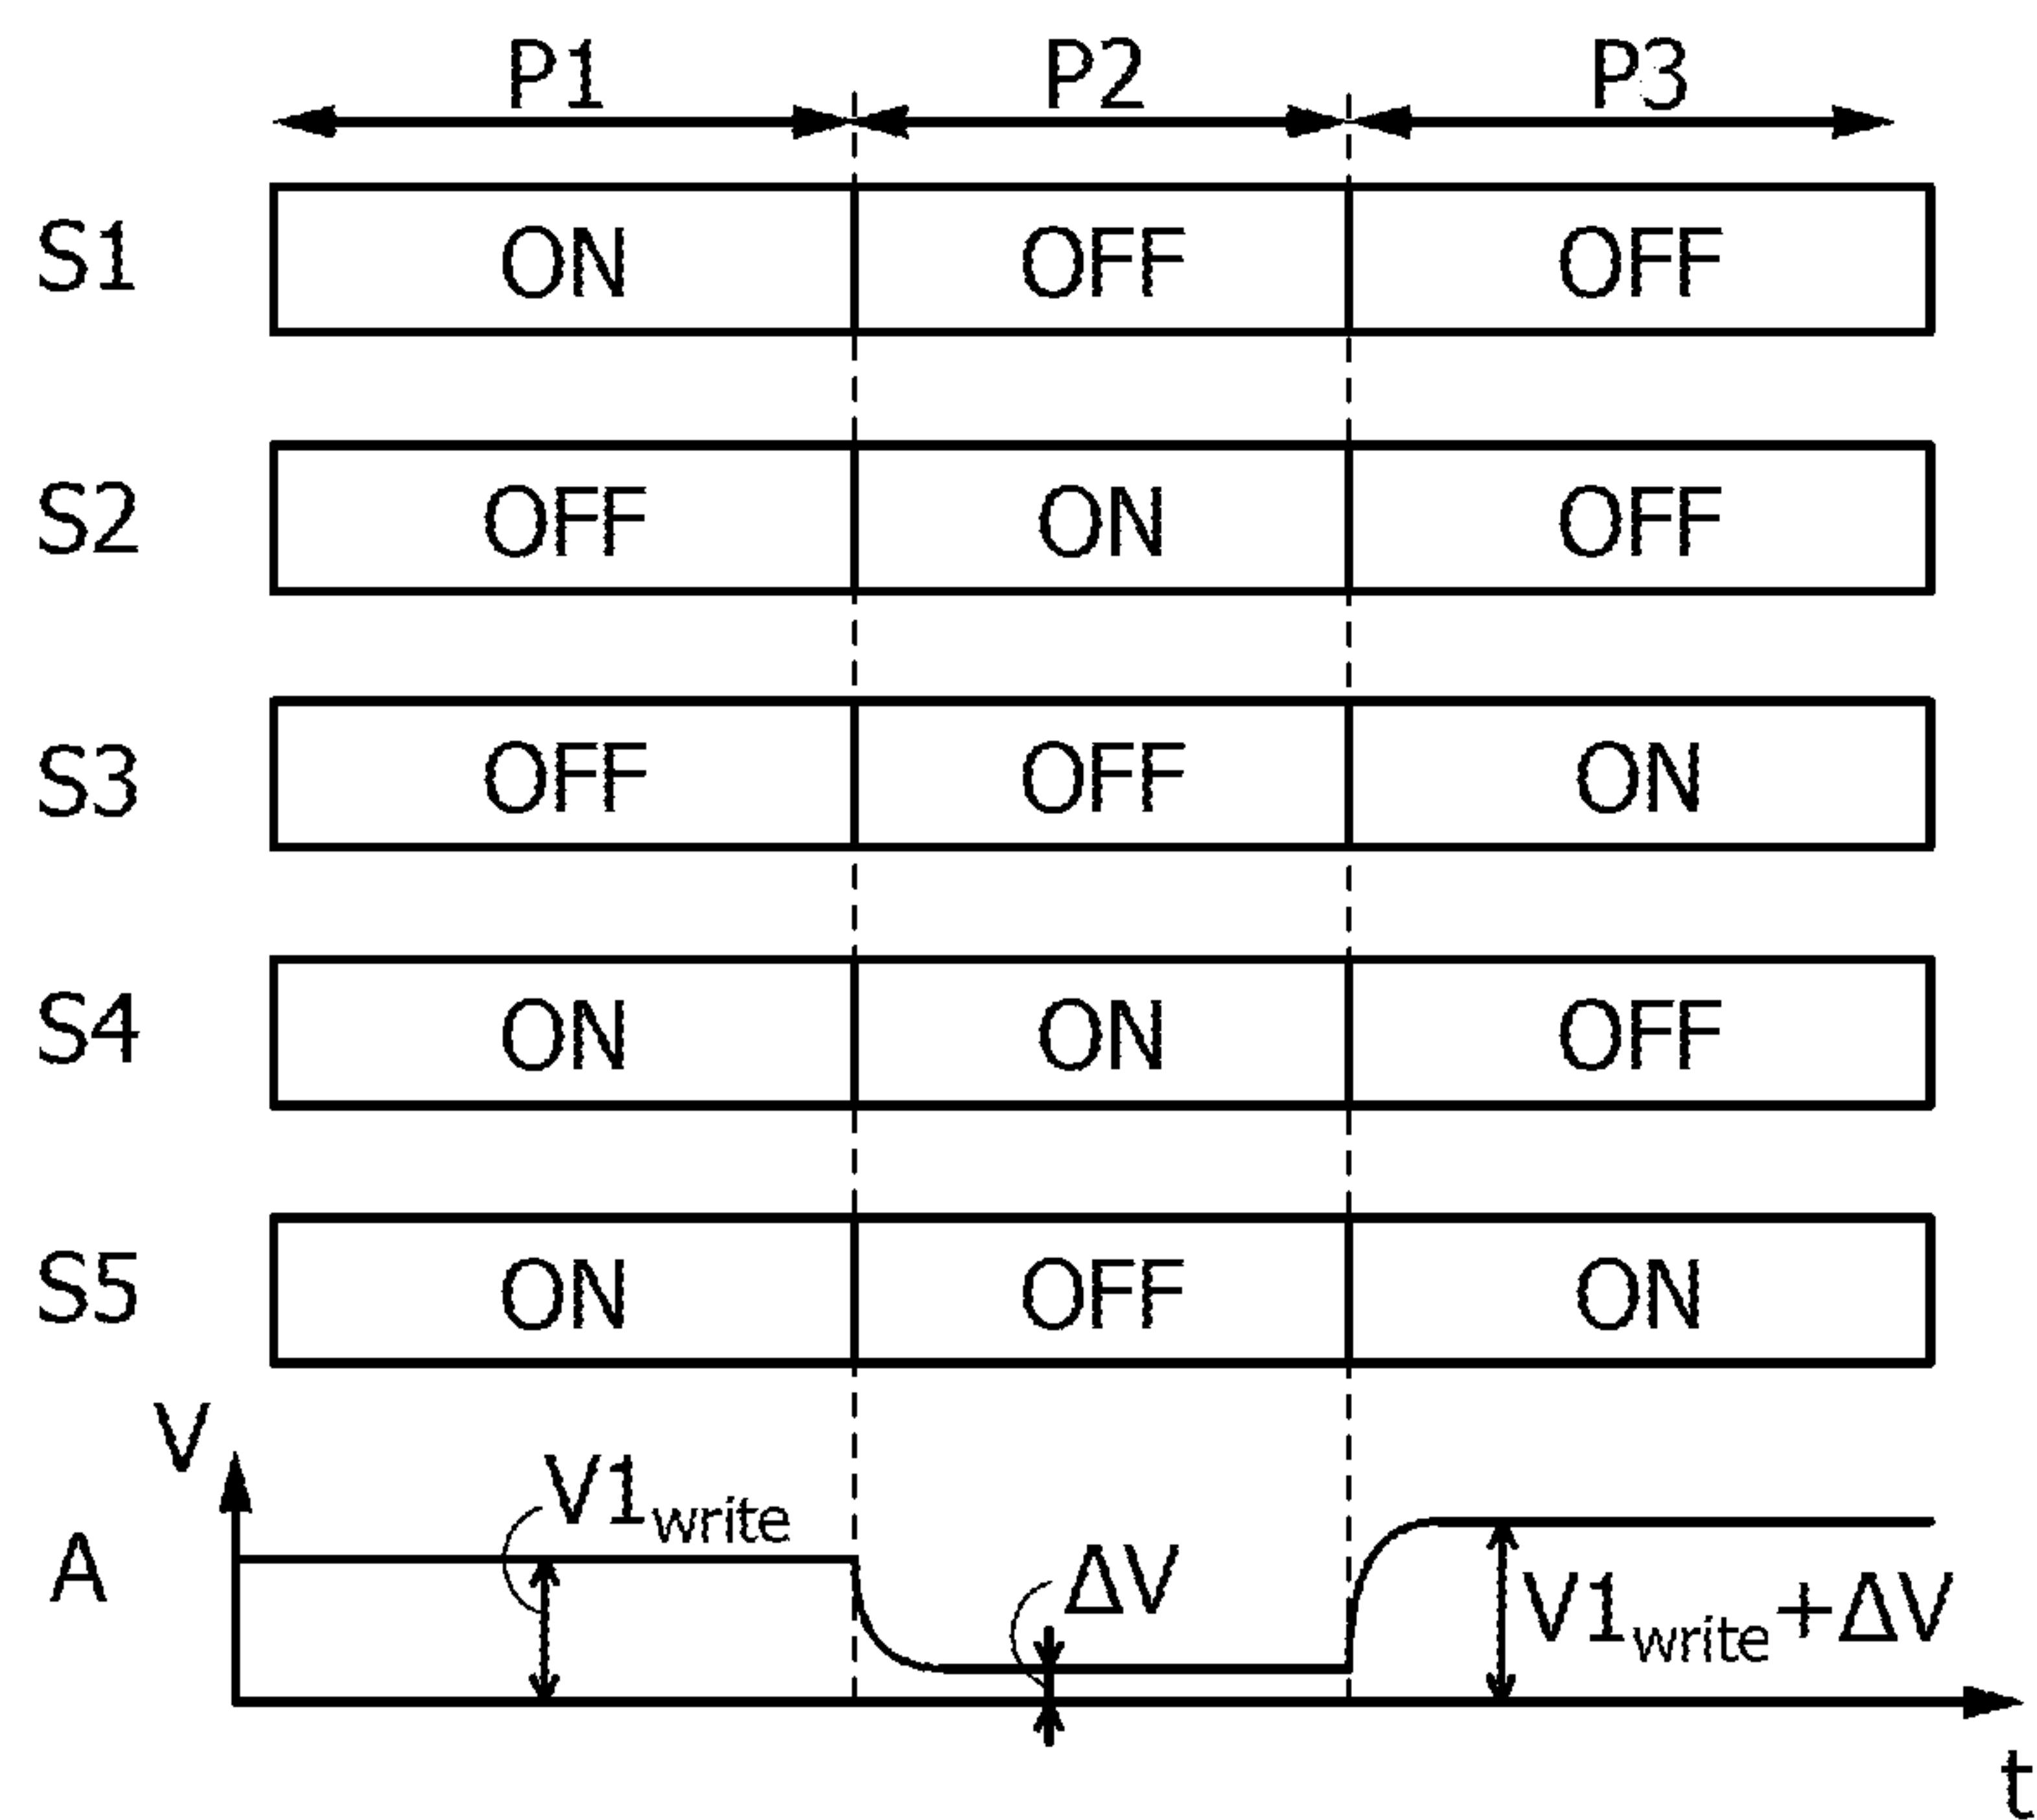 P1 P2 P3
S1 ON OFF OFF
S2 OFF ON OFF
S3 OFF OFF ON
S4 ON ON OFF
S5 ON OFF ON
V
V1write
A ΔV V1write+ΔV
t